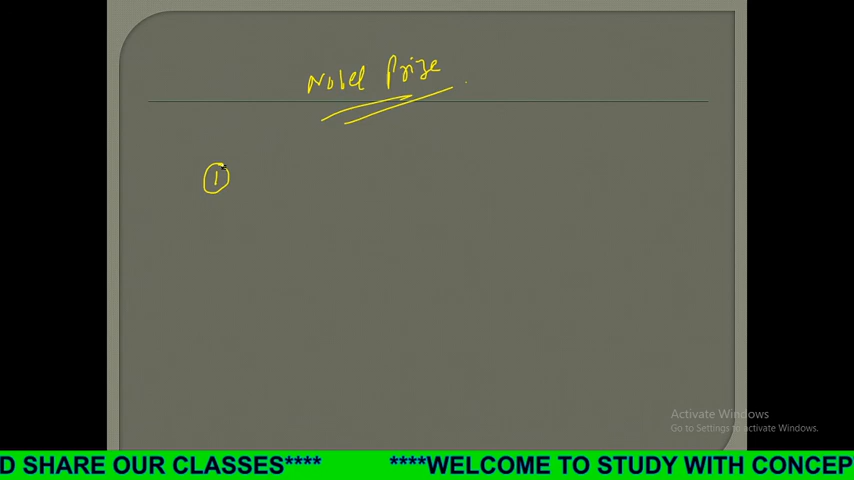 Nobel Prize
1
Activate Windows
Go to Settings to activate Windows.
D SHARE OUR CLASSES**** ****WELCOME TO STUDY WITH CONCEP